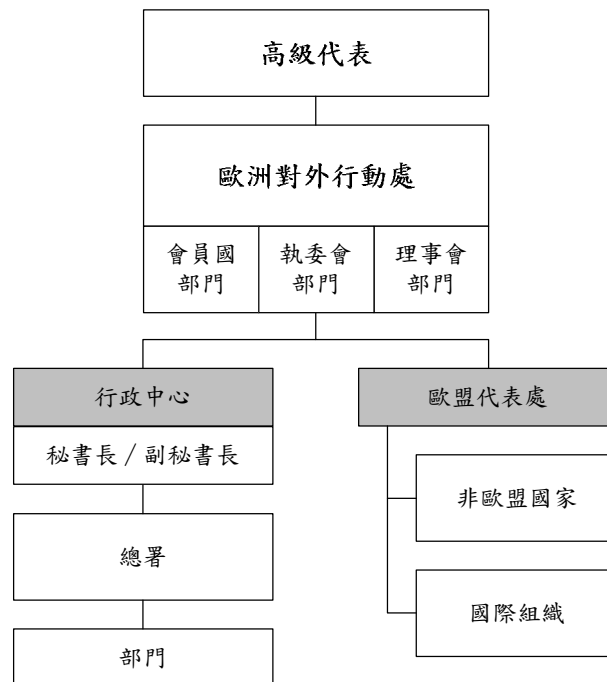 高級代表
歐洲對外行動處
會員國
部門
執委會
部門
理事會
部門
行政中心
秘書長／副秘書長
總署
部門
歐盟代表處
非歐盟國家
國際組織